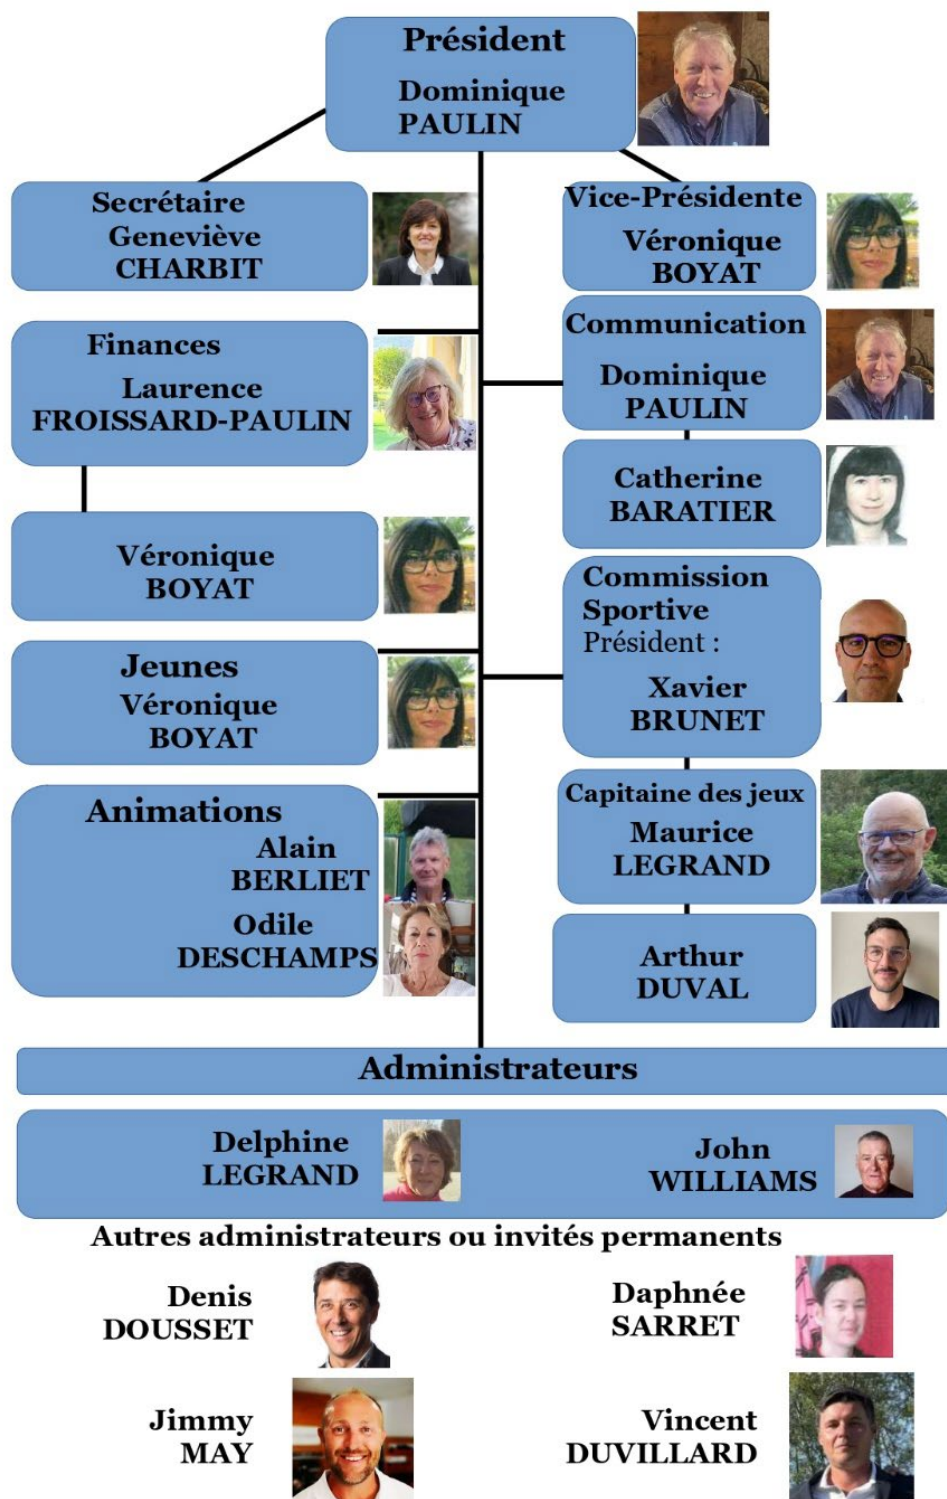 Président
Dominique
PAULIN
Secrétaire
Geneviève
CHARBIT
Vice-Présidente
Véronique
BOYAT
Finances
Laurence
FROISSARD-PAULIN
Communication
Dominique
PAULIN
Catherine
BARATIER
Véronique
BOYAT
Commission
Sportive
Président :
Xavier
BRUNET
Jeunes
Véronique
BOYAT
Animations
Alain
BERLIET
Odile
DESCHAMPS
Capitaine des jeux
Maurice
LEGRAND
Arthur
DUVAL
Administrateurs
Delphine
LEGRAND
John
WILLIAMS
Autres administrateurs ou invités permanents
Denis
DOUSSET
Daphnée
SARRET
Jimmy
MAY
Vincent
DUVILLARD